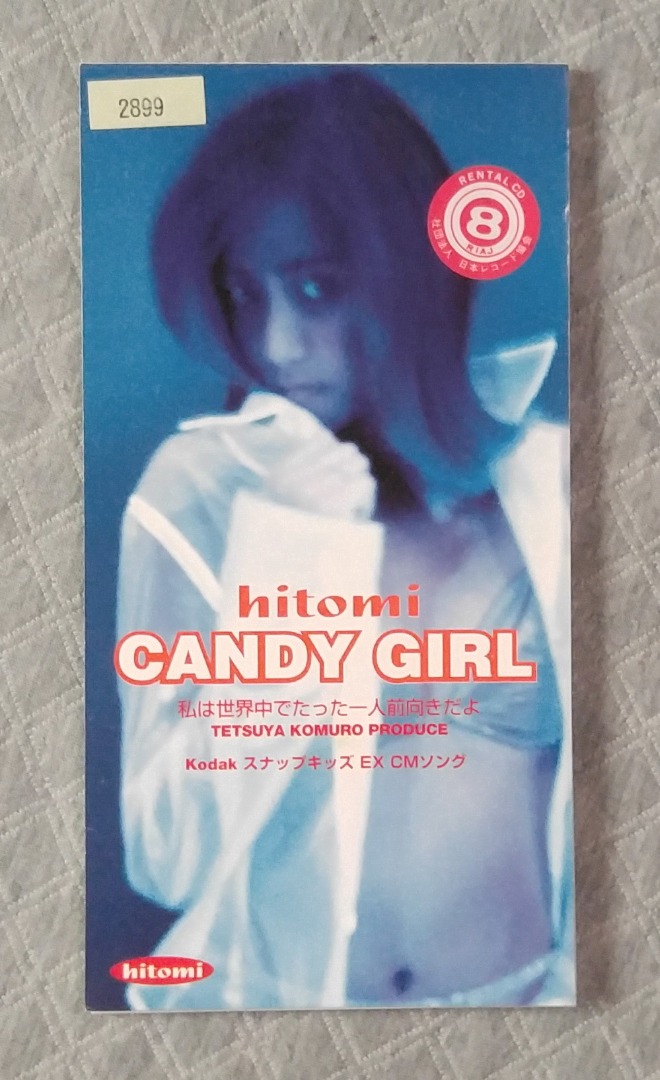 2899
RENTAL CD
8
RIAJ
社団法人 日本レコード協会
hitomi
CANDY GIRL
私は世界中でたった一人前向きだよ
TETSUYA KOMURO PRODUCE
Kodak スナップキッズ EX CMソング
hitomi